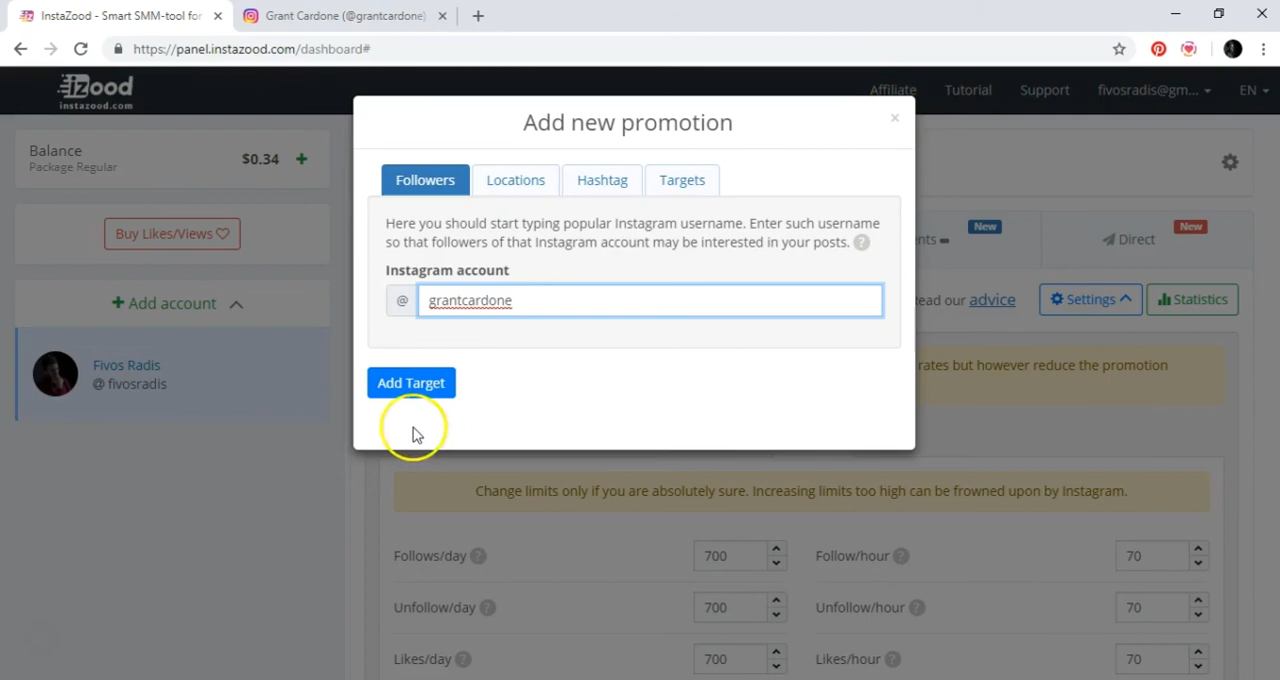 InstaZood - Smart SMM-tool for
Grant Cardone (@grantcardone)
https://panel.instazood.com/dashboard#
izood
instazood.com
Affiliate
Tutorial
Support
fivosradis@gm...
EN
Balance
Package Regular
$0.34
Buy Likes/Views
Add account
Fivos Radis
@ fivosradis
Add new promotion
×
Followers
Locations
Hashtag
Targets
Here you should start typing popular Instagram username. Enter such username
so that followers of that Instagram account may be interested in your posts. ?
Instagram account
@ grantcardone
Add Target
New
Direct
New
advice
Settings
Statistics
rates but however reduce the promotion
Change limits only if you are absolutely sure. Increasing limits too high can be frowned upon by Instagram.
Follows/day ? 700
Follow/hour ? 70
Unfollow/day ? 700
Unfollow/hour ? 70
Likes/day ? 700
Likes/hour ? 70